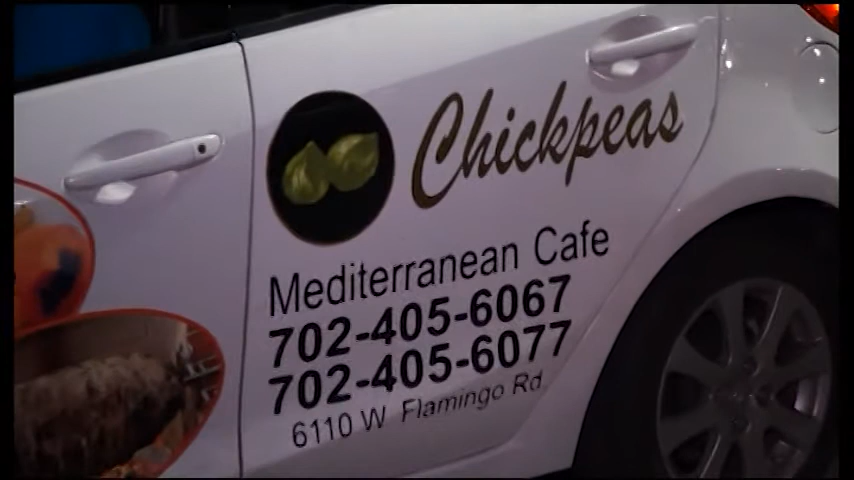 Chickpeas
Mediterranean Cafe
702-405-6067
702-405-6077
6110 W Flamingo Rd